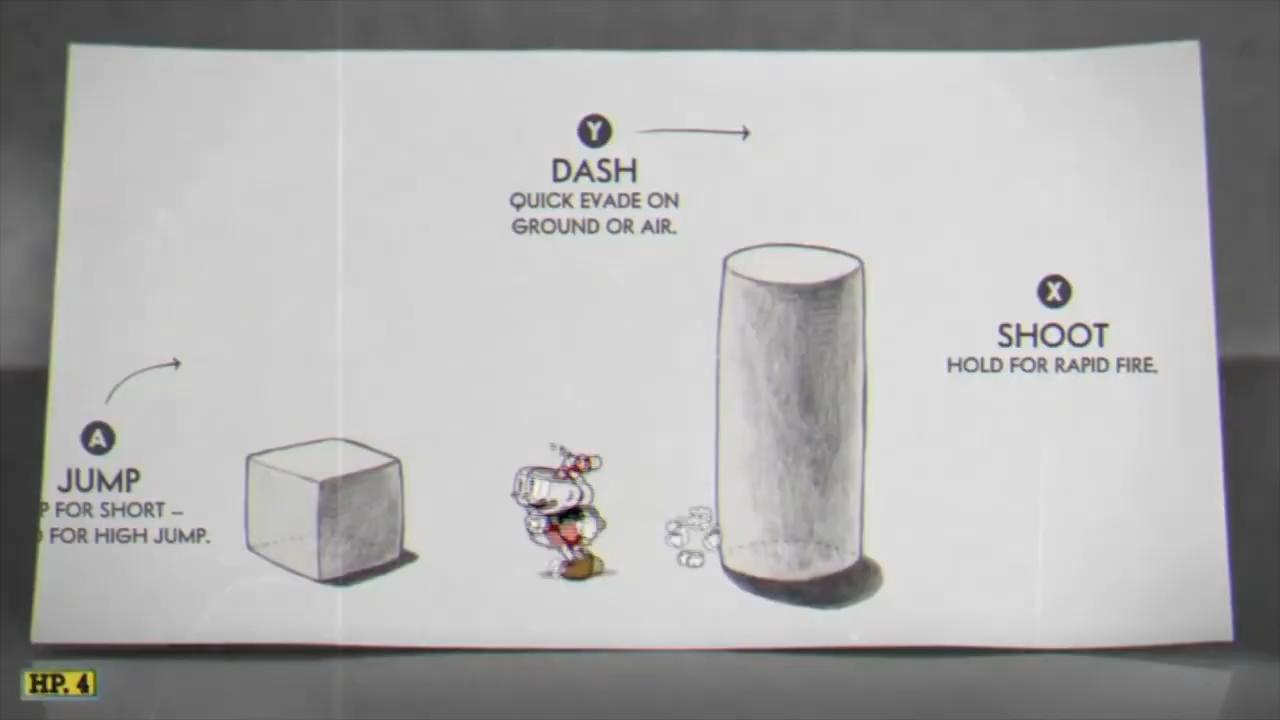 Y
DASH
QUICK EVADE ON
GROUND OR AIR.
X
SHOOT
HOLD FOR RAPID FIRE.
A
JUMP
P FOR SHORT –
FOR HIGH JUMP.
HP. 4